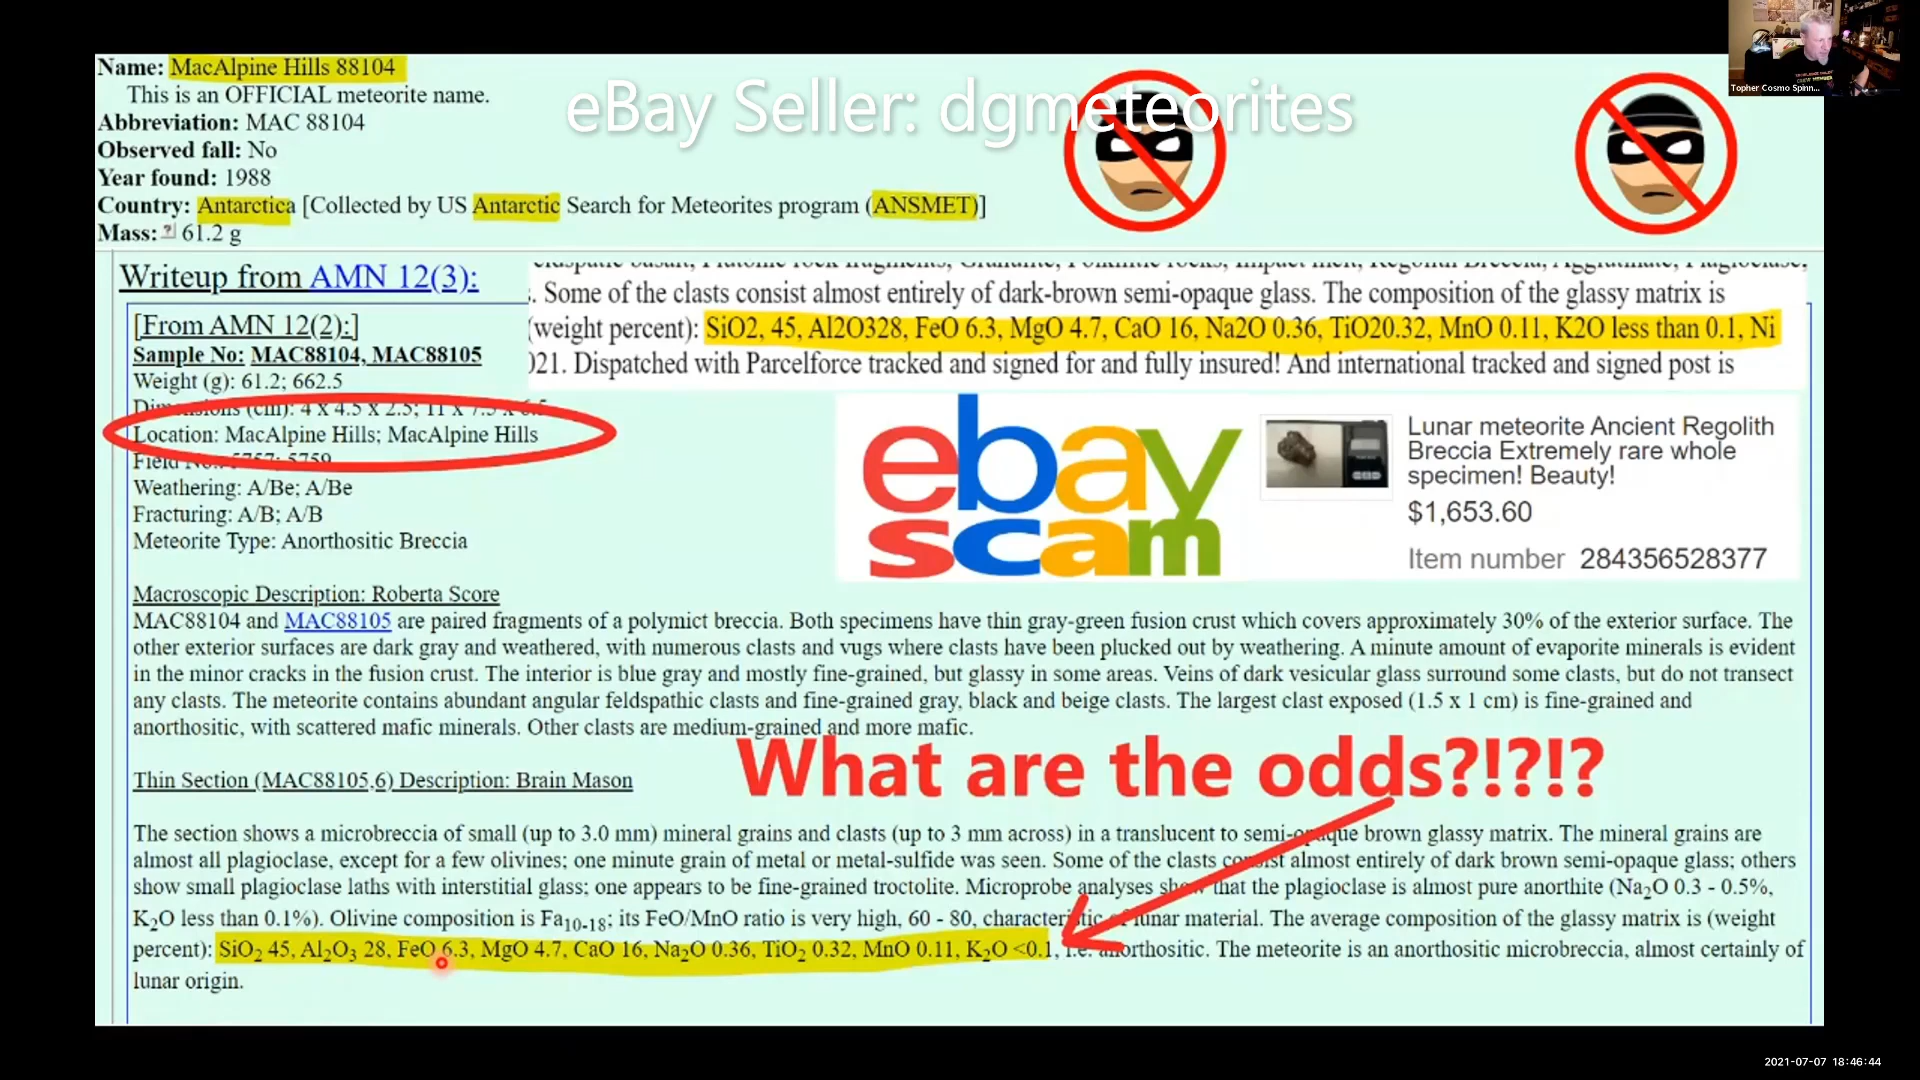 Name: MacAlpine Hills 88104
This is an OFFICIAL meteorite name.
Abbreviation: MAC 88104
Observed fall: No
Year found: 1988
Country: Antarctica [Collected by US Antarctic Search for Meteorites program (ANSMET)]
Mass: ? 61.2 g
eBay Seller: dgmeteorites
Topher Cosmo Spinn...
Writeup from AMN 12(3):
[From AMN 12(2):]
Sample No: MAC88104, MAC88105
Weight (g): 61.2; 662.5
Dimensions (cm): 4 x 4.5 x 2.5; 11 x 7.5 x 6.5
Location: MacAlpine Hills; MacAlpine Hills
Field No.: 5757; 5759
Weathering: A/Be; A/Be
Fracturing: A/B; A/B
Meteorite Type: Anorthositic Breccia
. Some of the clasts consist almost entirely of dark-brown semi-opaque glass. The composition of the glassy matrix is
(weight percent): SiO2, 45, Al2O328, FeO 6.3, MgO 4.7, CaO 16, Na2O 0.36, TiO20.32, MnO 0.11, K2O less than 0.1, Ni
021. Dispatched with Parcelforce tracked and signed for and fully insured! And international tracked and signed post is
ebay
scam
Lunar meteorite Ancient Regolith
Breccia Extremely rare whole
specimen! Beauty!
$1,653.60
Item number 284356528377
Macroscopic Description: Roberta Score
MAC88104 and MAC88105 are paired fragments of a polymict breccia. Both specimens have thin gray-green fusion crust which covers approximately 30% of the exterior surface. The
other exterior surfaces are dark gray and weathered, with numerous clasts and vugs where clasts have been plucked out by weathering. A minute amount of evaporite minerals is evident
in the minor cracks in the fusion crust. The interior is blue gray and mostly fine-grained, but glassy in some areas. Veins of dark vesicular glass surround some clasts, but do not transect
any clasts. The meteorite contains abundant angular feldspathic clasts and fine-grained gray, black and beige clasts. The largest clast exposed (1.5 x 1 cm) is fine-grained and
anorthositic, with scattered mafic minerals. Other clasts are medium-grained and more mafic.
What are the odds?!?!?
Thin Section (MAC88105,6) Description: Brain Mason
The section shows a microbreccia of small (up to 3.0 mm) mineral grains and clasts (up to 3 mm across) in a translucent to semi-opaque brown glassy matrix. The mineral grains are
almost all plagioclase, except for a few olivines; one minute grain of metal or metal-sulfide was seen. Some of the clasts consist almost entirely of dark brown semi-opaque glass; others
show small plagioclase laths with interstitial glass; one appears to be fine-grained troctolite. Microprobe analyses show that the plagioclase is almost pure anorthite (Na2O 0.3 - 0.5%,
K2O less than 0.1%). Olivine composition is Fa10-18; its FeO/MnO ratio is very high, 60 - 80, characteristic of lunar material. The average composition of the glassy matrix is (weight
percent): SiO2 45, Al2O3 28, FeO 6.3, MgO 4.7, CaO 16, Na2O 0.36, TiO2 0.32, MnO 0.11, K2O <0.1, i.e. anorthositic. The meteorite is an anorthositic microbreccia, almost certainly of
lunar origin.
2021-07-07 18:46:44